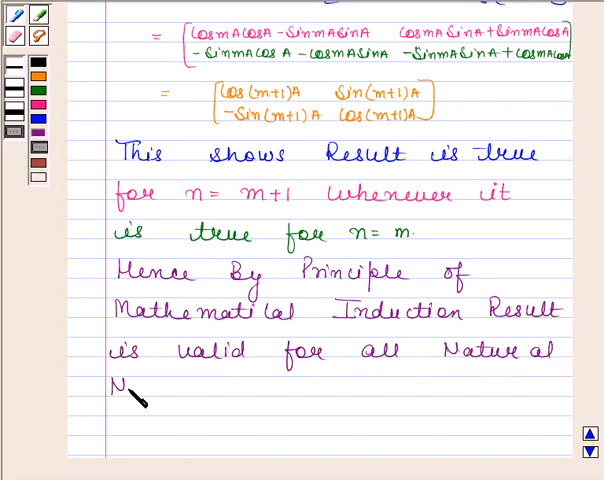 = [CosmA CosA - SinmA SinA CosmA SinA + SinmA CosA
-SinmA Cos A - CosmA SinA -SinmA SinA + CosmA CosA]
= [Cos(m+1)A Sin(m+1)A
-Sin(m+1)A Cos(m+1)A]
This shows Result is true
for n = m+1 whenever it
is true for n = m.
Hence By Principle of
Mathematical Induction Result
is valid for all Natural
N